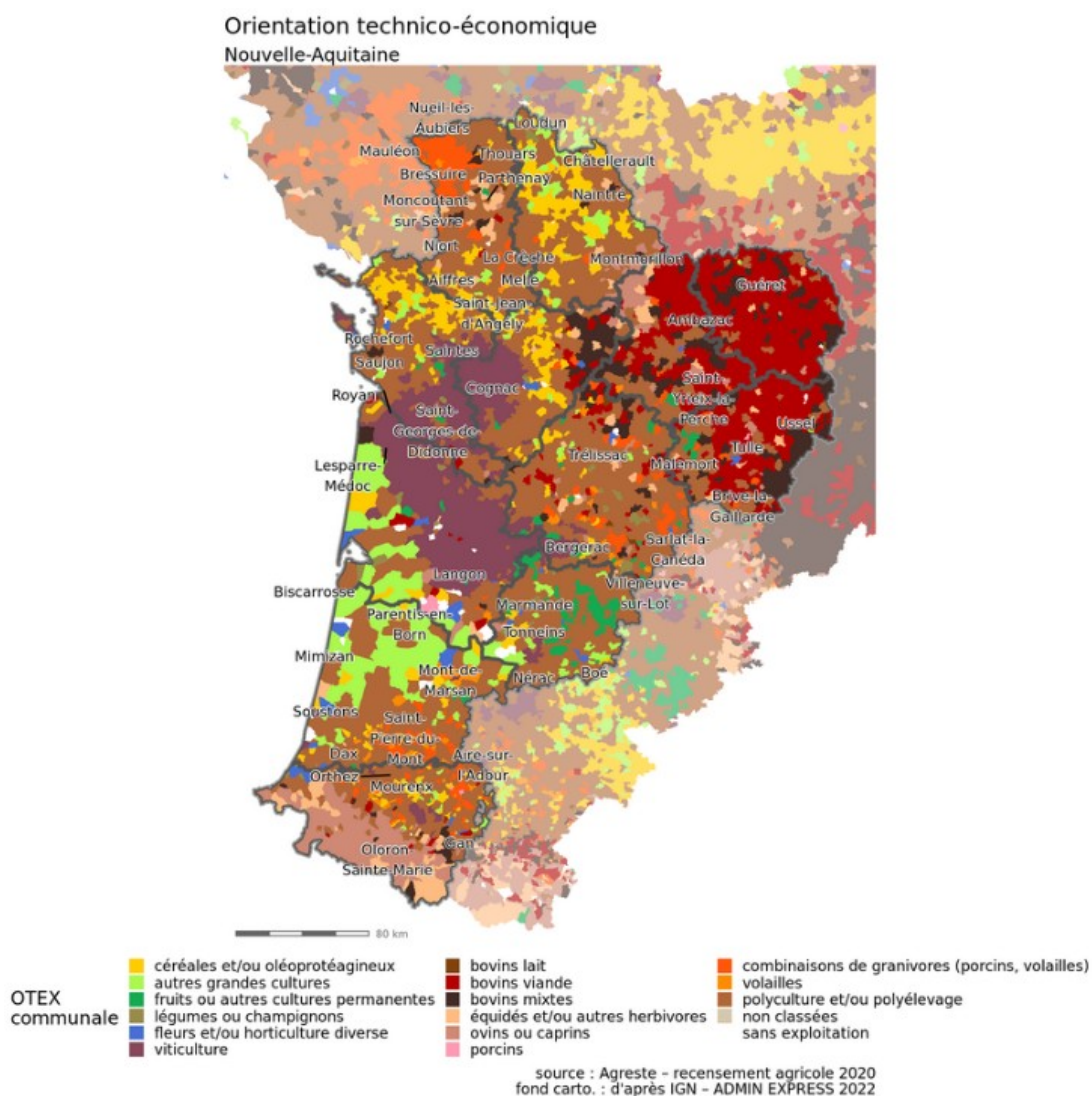 Orientation technico-économique
Nouvelle-Aquitaine
Nueil-les-
Aubiers
Loudun
Mauléon
Thouars
Châtellerault
Bressuire
Parthenay
Naintré
Moncoutant
sur-Sèvre
Niort
La Crèche
Montmorillon
Aiffres
Melle
Guéret
Saint-Jean-
d'Angély
Ambazac
Rochefort
Saintes
Saujon
Cognac
Saint-
Yrieix-la-
Perche
Royan
Saint-
Georges-de-
Didonne
Ussel
Trélissac
Tulle
Lesparre-
Médoc
Malemort
Brive-la-
Gaillarde
Bergerac
Sarlat-la-
Canéda
Langon
Biscarrosse
Villeneuve-
sur-Lot
Marmande
Parentis-en-
Born
Tonneins
Mimizan
Mont-de-
Marsan
Nérac
Boé
Soustons
Saint-
Pierre-du-
Mont
Dax
Aire-sur-
l'Adour
Orthez
Mourenx
Gan
Oloron-
Sainte-Marie
80 km
OTEX
communale
céréales et/ou oléoprotéagineux
autres grandes cultures
fruits ou autres cultures permanentes
légumes ou champignons
fleurs et/ou horticulture diverse
viticulture
bovins lait
bovins viande
bovins mixtes
équidés et/ou autres herbivores
ovins ou caprins
porcins
combinaisons de granivores (porcins, volailles)
volailles
polyculture et/ou polyélevage
non classées
sans exploitation
source : Agreste – recensement agricole 2020
fond carto. : d'après IGN – ADMIN EXPRESS 2022